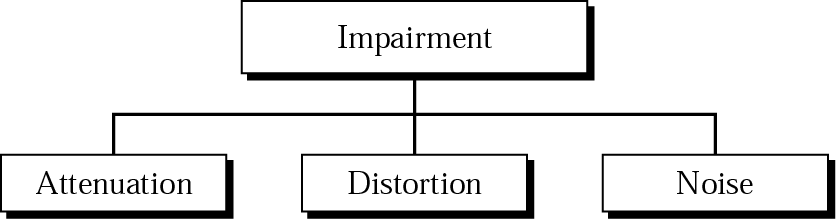 Impairment
Attenuation
Distortion
Noise